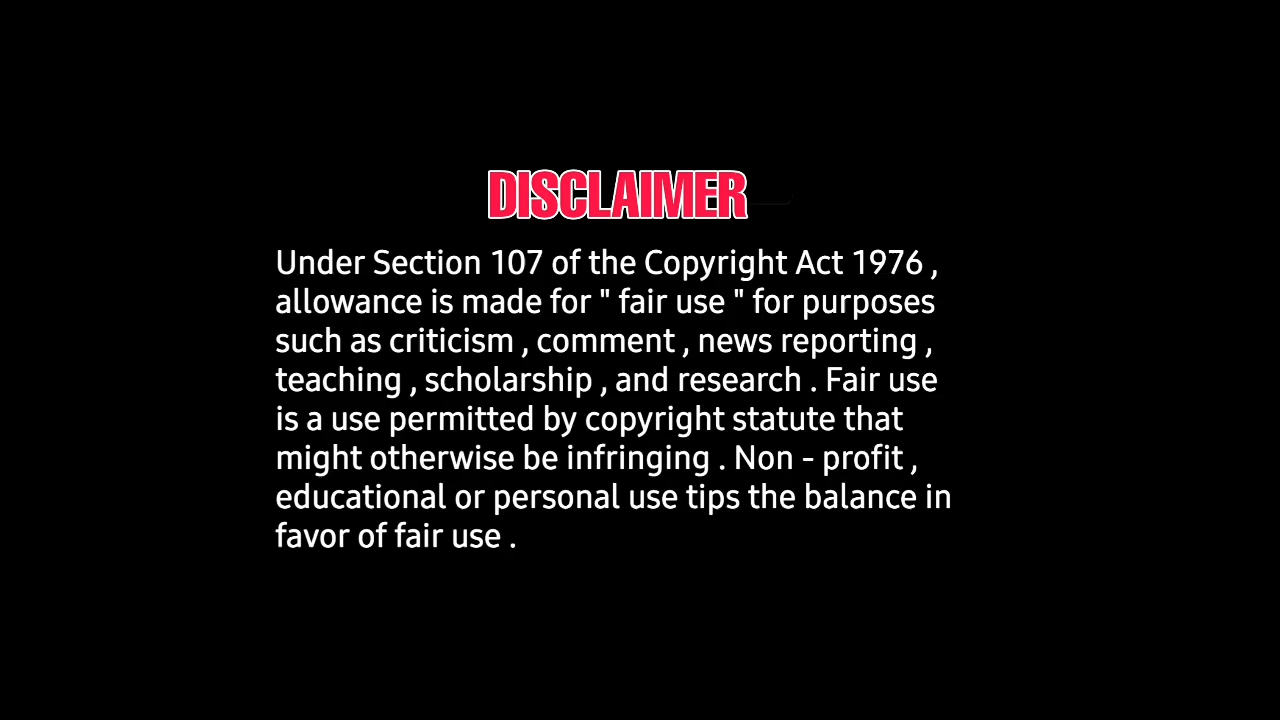 DISCLAIMER
Under Section 107 of the Copyright Act 1976 ,
allowance is made for " fair use " for purposes
such as criticism , comment , news reporting ,
teaching , scholarship , and research . Fair use
is a use permitted by copyright statute that
might otherwise be infringing . Non - profit ,
educational or personal use tips the balance in
favor of fair use .